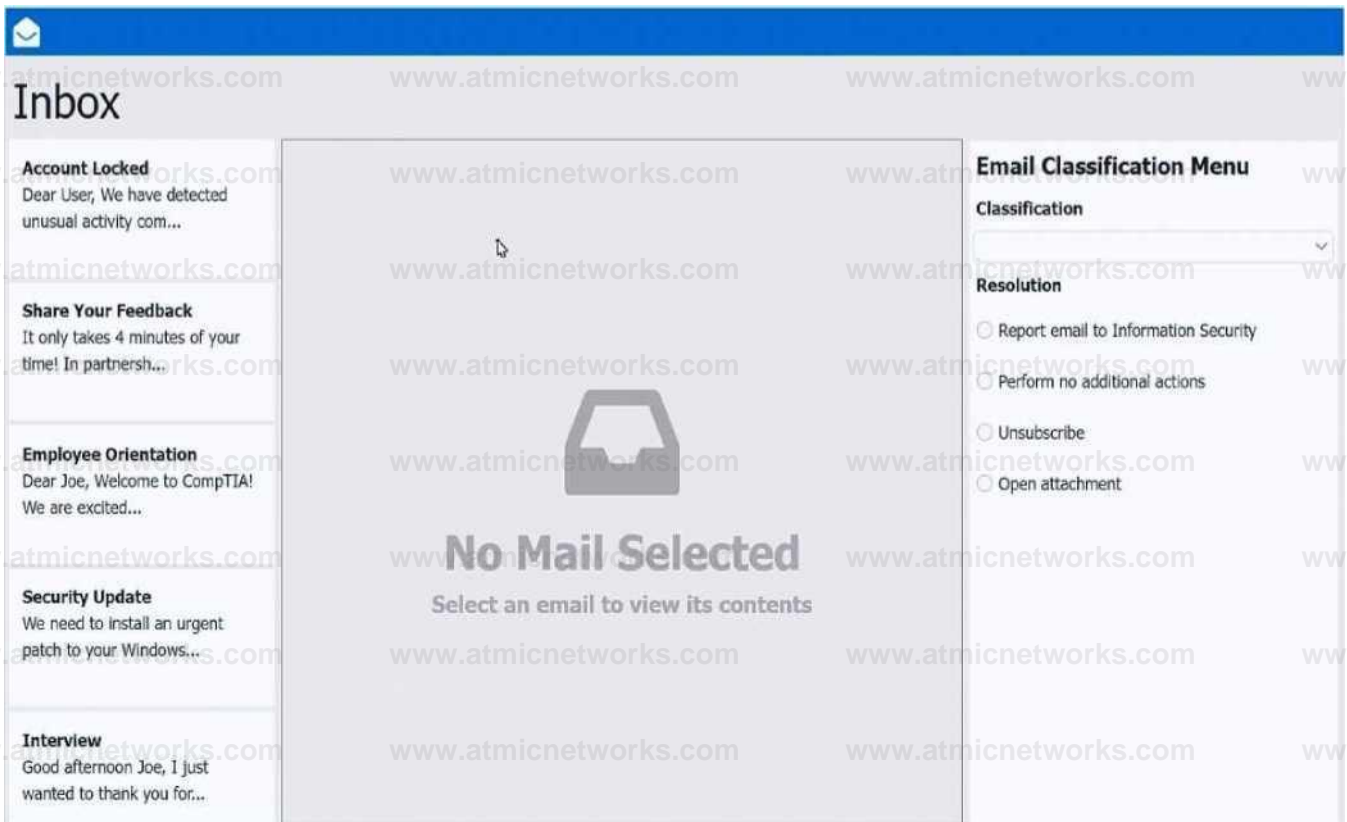 www.atmicnetworks.com
Inbox
Account Locked
Dear User, We have detected
unusual activity com...
Share Your Feedback
It only takes 4 minutes of your
time! In partnersh...
Employee Orientation
Dear Joe, Welcome to CompTIA!
We are excited...
Security Update
We need to install an urgent
patch to your Windows...
Interview
Good afternoon Joe, I just
wanted to thank you for...
No Mail Selected
Select an email to view its contents
Email Classification Menu
Classification
Resolution
Report email to Information Security
Perform no additional actions
Unsubscribe
Open attachment